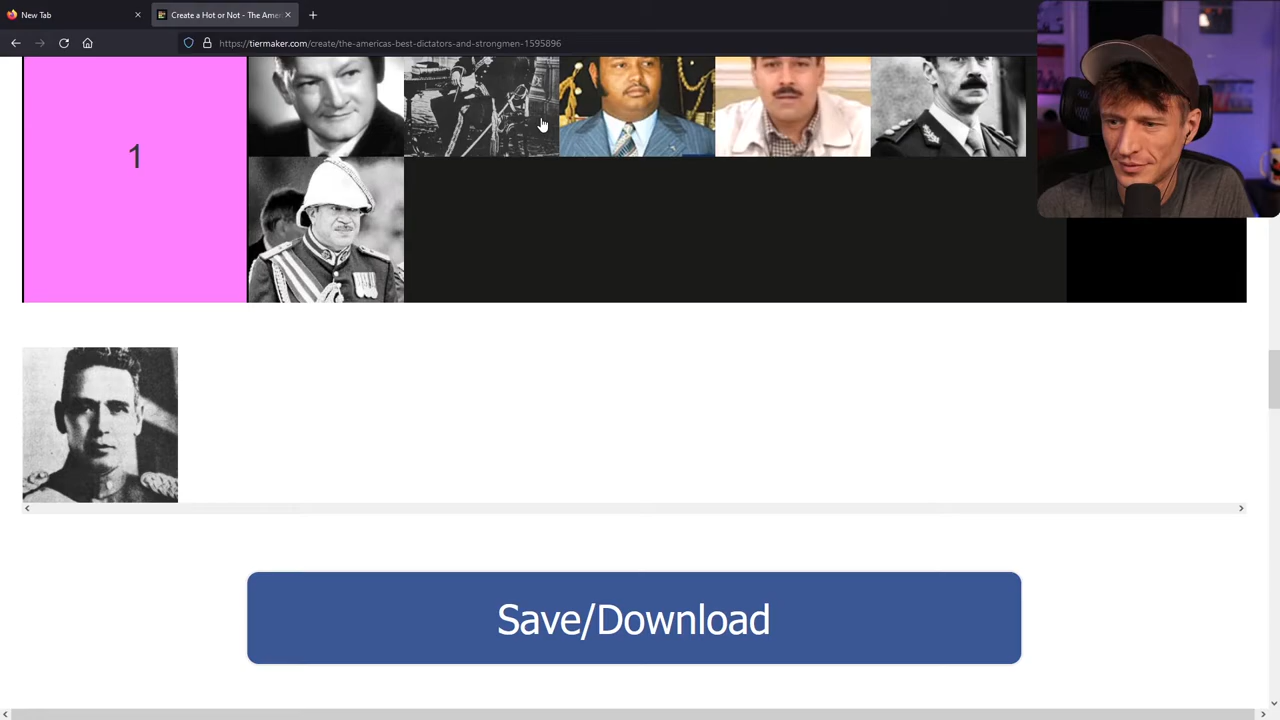 New Tab
Create a Hot or Not - The Ame
https://tiermaker.com/create/the-americas-best-dictators-and-strongmen-1595896
1
Save/Download